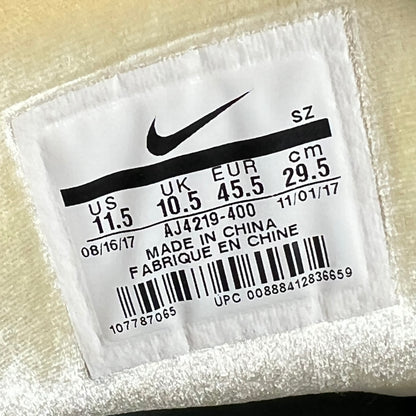 SZ
US UK EUR cm
11.5 10.5 45.5 29.5
08/16/17 AJ4219-400 11/01/17
MADE IN CHINA
FABRIQUE EN CHINE
107787065 UPC 00888412836659